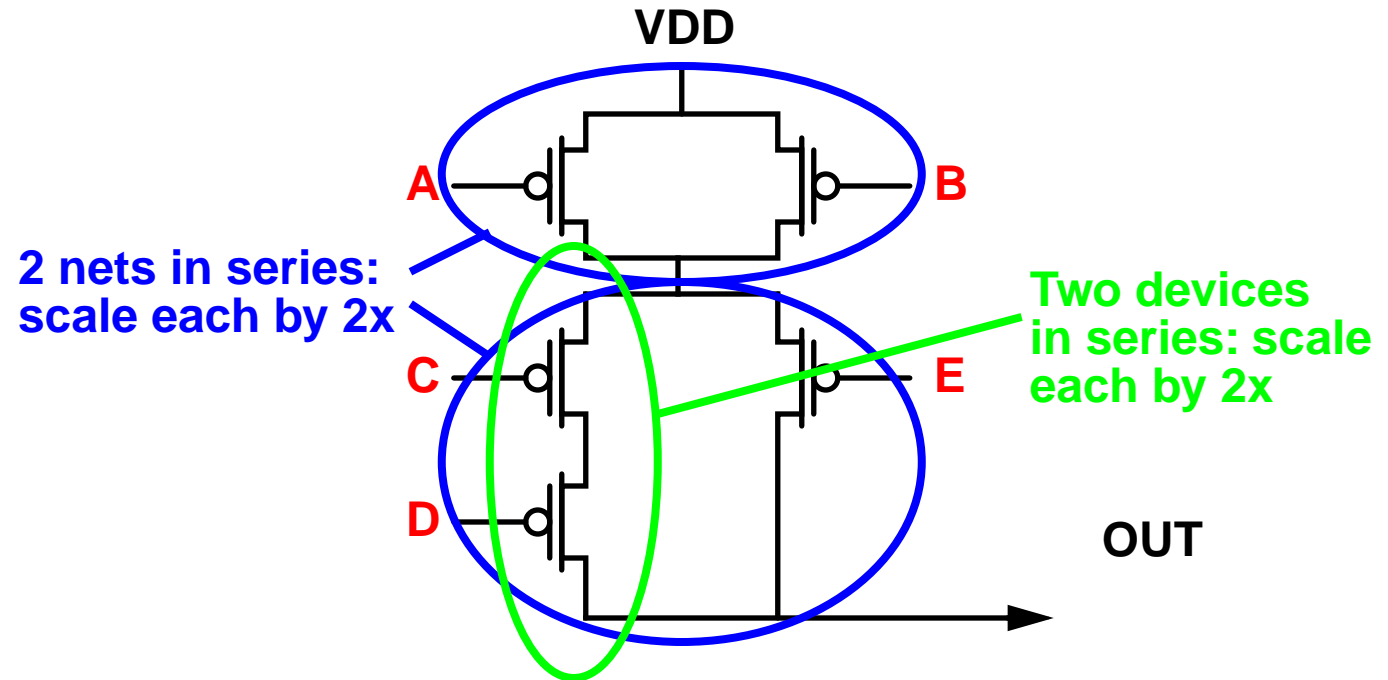 VDD
A
B
2 nets in series:
scale each by 2x
Two devices
in series: scale
each by 2x
C
E
D
OUT